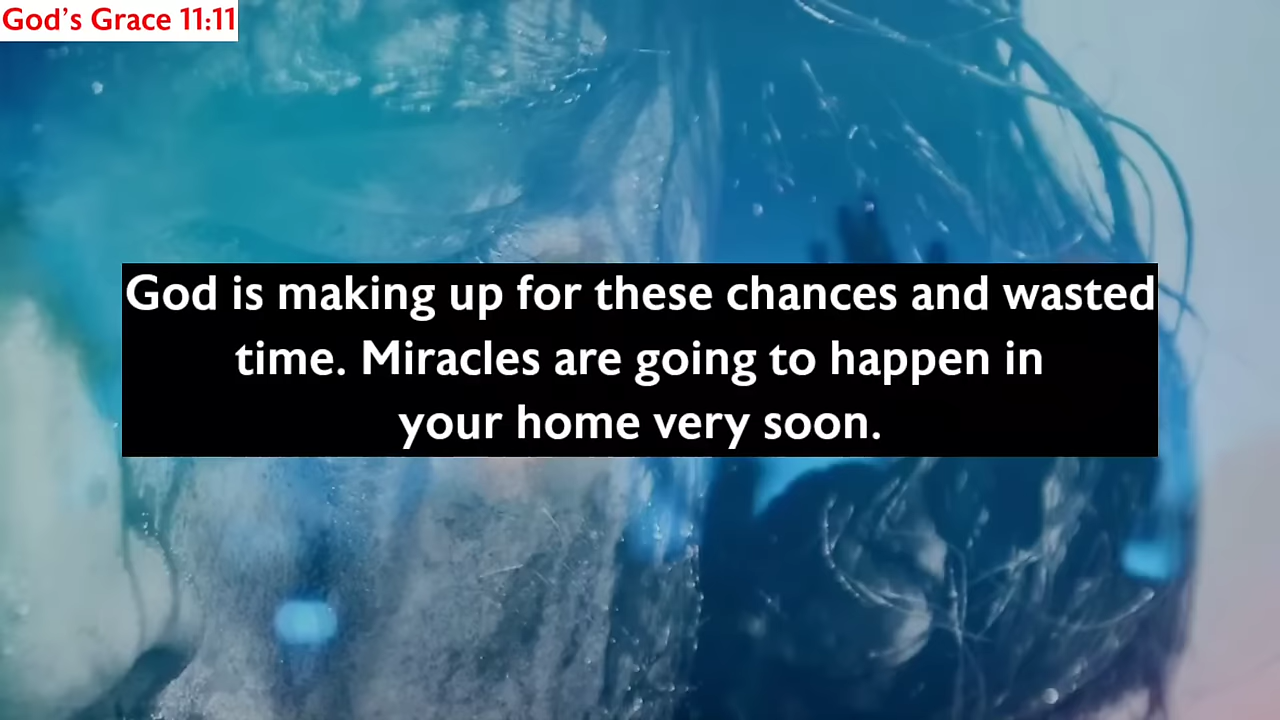 God's Grace 11:11
God is making up for these chances and wasted
time. Miracles are going to happen in
your home very soon.